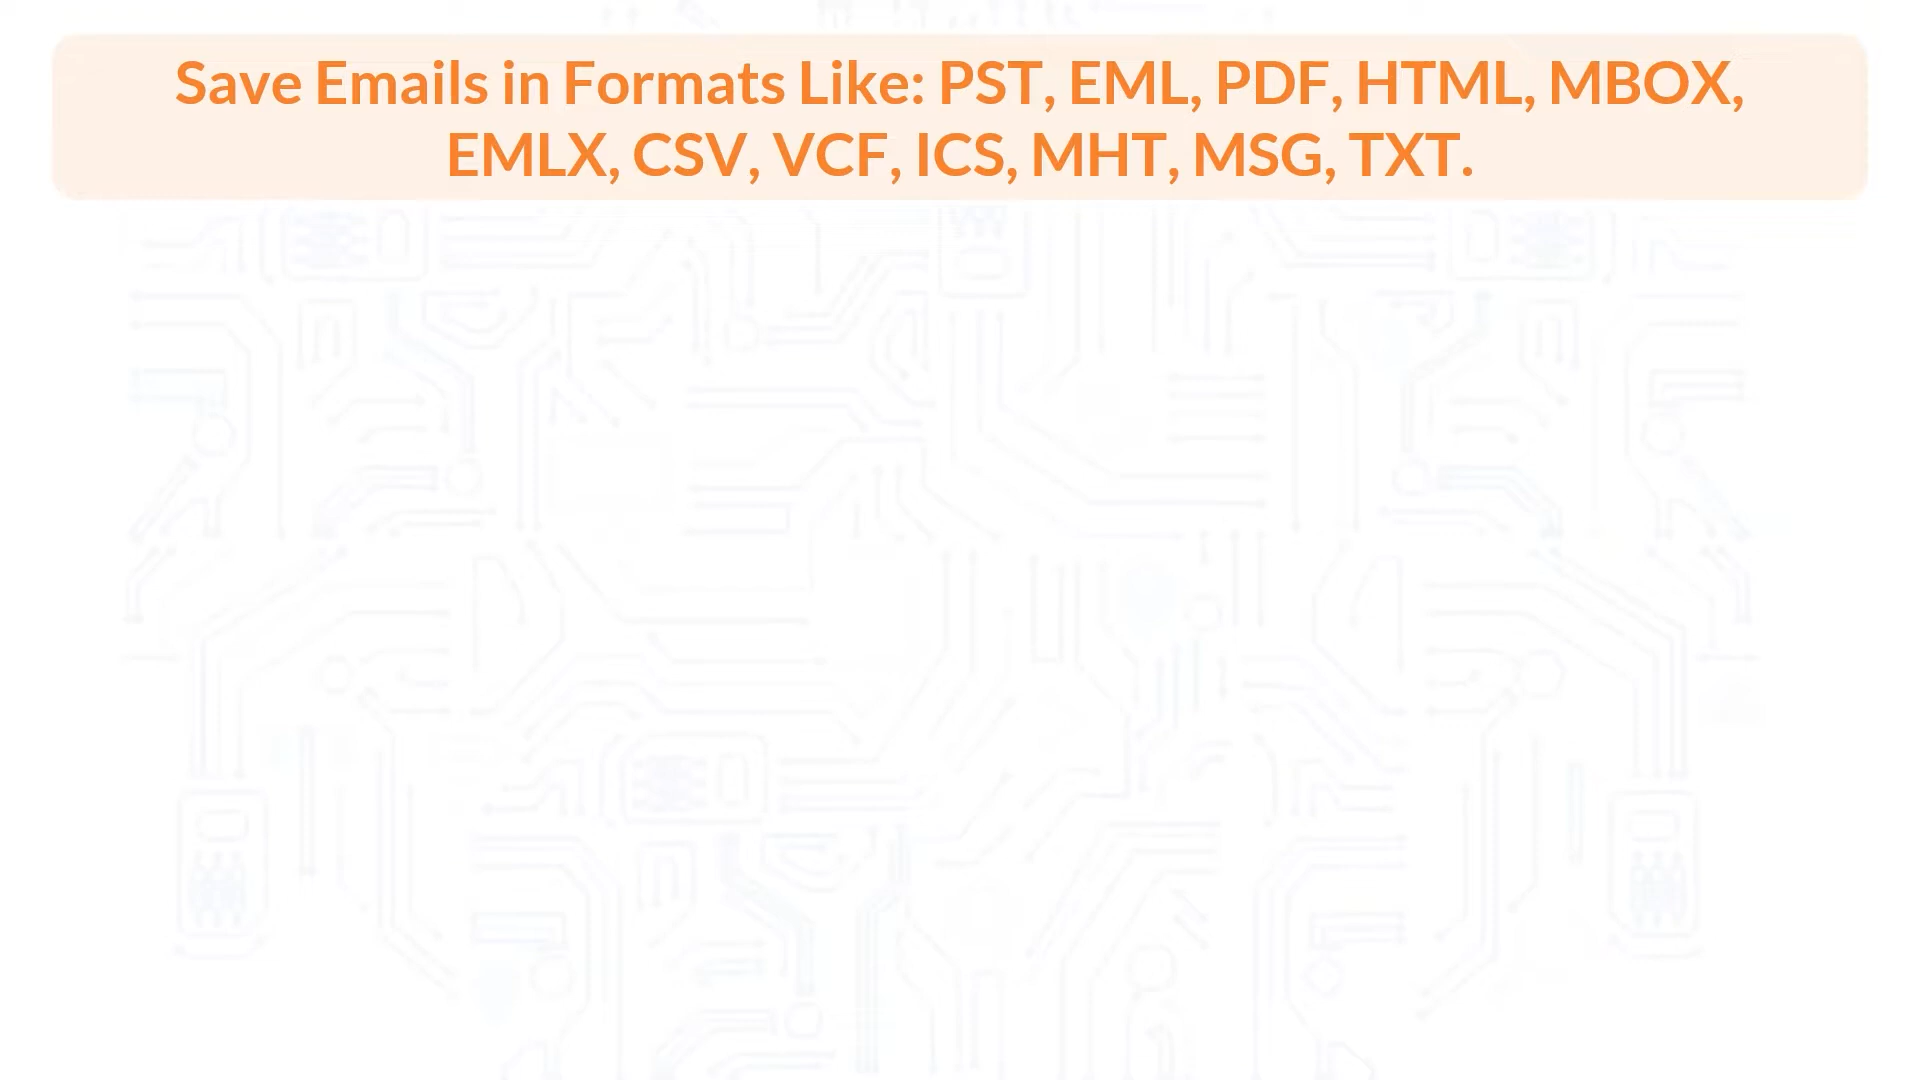 Save Emails in Formats Like: PST, EML, PDF, HTML, MBOX,
EMLX, CSV, VCF, ICS, MHT, MSG, TXT.